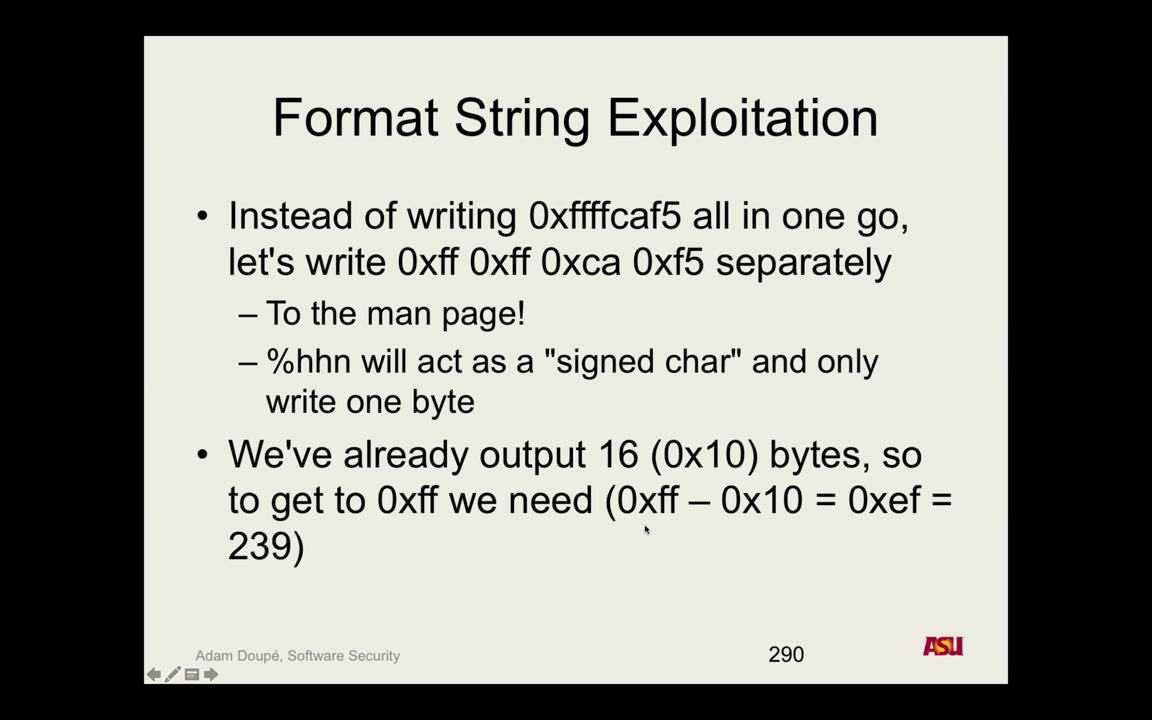 Format String Exploitation
• Instead of writing 0xffffcaf5 all in one go,
let's write 0xff 0xff 0xca 0xf5 separately
– To the man page!
– %hhn will act as a "signed char" and only
write one byte
• We've already output 16 (0x10) bytes, so
to get to 0xff we need (0xff – 0x10 = 0xef =
239)
Adam Doupé, Software Security
290
ASU